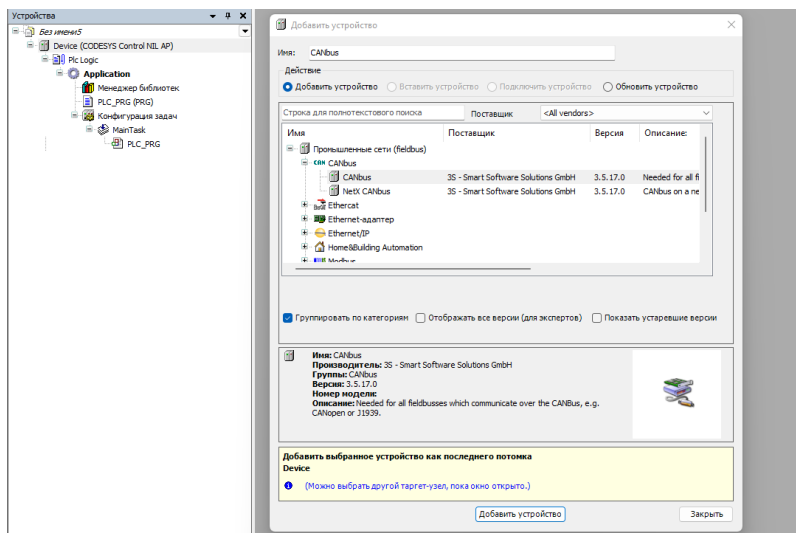 Устройства
Без имени5
Device (CODESYS Control NIL AP)
Plc Logic
Application
Менеджер библиотек
PLC_PRG (PRG)
Конфигурация задач
MainTask
PLC_PRG
Добавить устройство
Имя: CANbus
Действие
Добавить устройство Вставить устройство Подключить устройство Обновить устройство
Строка для полнотекстового поиска Поставщик <All vendors>
Имя Поставщик Версия Описание:
Промышленные сети (fieldbus)
CAN CANbus
CANbus 3S - Smart Software Solutions GmbH 3.5.17.0 Needed for all fi
NetX CANbus 3S - Smart Software Solutions GmbH 3.5.17.0 CANbus on a ne
Ethercat
Ethernet-адаптер
Ethernet/IP
Home&Building Automation
Modbus
Группировать по категориям Отображать все версии (для экспертов) Показать устаревшие версии
Имя: CANbus
Производитель: 3S - Smart Software Solutions GmbH
Группы: CANbus
Версия: 3.5.17.0
Номер модели:
Описание: Needed for all fieldbusses which communicate over the CANBus, e.g.
CANopen or J1939.
Добавить выбранное устройство как последнего потомка
Device
(Можно выбрать другой таргет-узел, пока окно открыто.)
Добавить устройство Закрыть